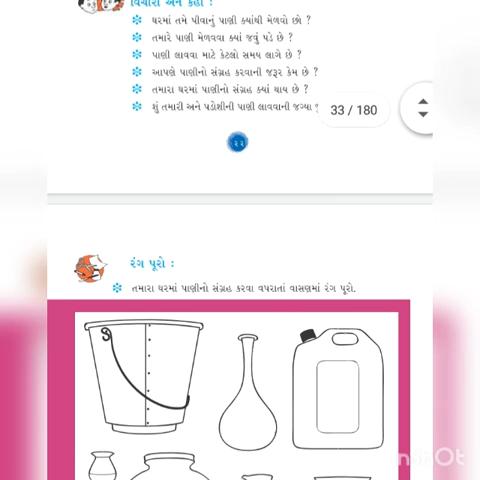 વિચારો અને કહો :
ઘરમાં તમે પીવાનું પાણી ક્યાંથી મેળવો છો ?
તમારે પાણી મેળવવા ક્યાં જવું પડે છે ?
પાણી લાવવા માટે કેટલો સમય લાગે છે ?
આપણે પાણીનો સંગ્રહ કરવાની જરૂર કેમ છે ?
તમારા ઘરમાં પાણીનો સંગ્રહ ક્યાં થાય છે ?
શું તમારી અને પડોશીની પાણી લાવવાની જગ્યા
33 / 180
૨૨
રંગ પૂરો :
તમારા ઘરમાં પાણીનો સંગ્રહ કરવા વપરાતાં વાસણમાં રંગ પૂરો.